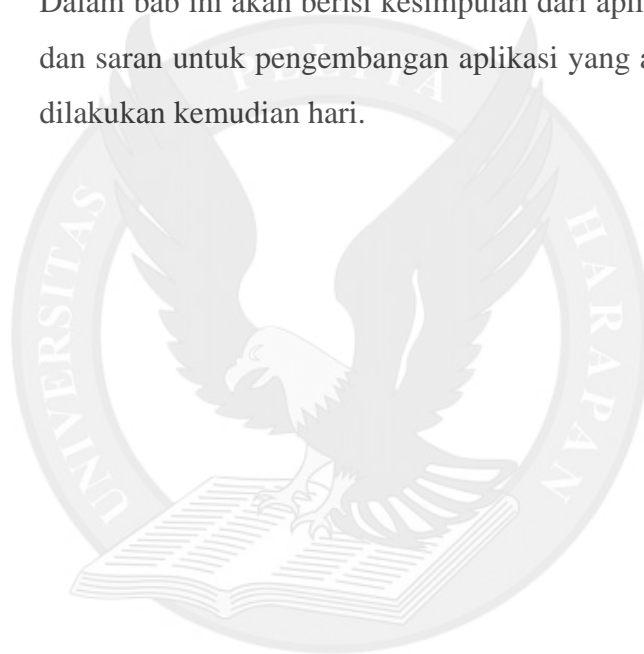 Dalam bab ini akan berisi kesimpulan dari apli
dan saran untuk pengembangan aplikasi yang a
dilakukan kemudian hari.
UNIVERSITAS
PELITA
HARAPAN